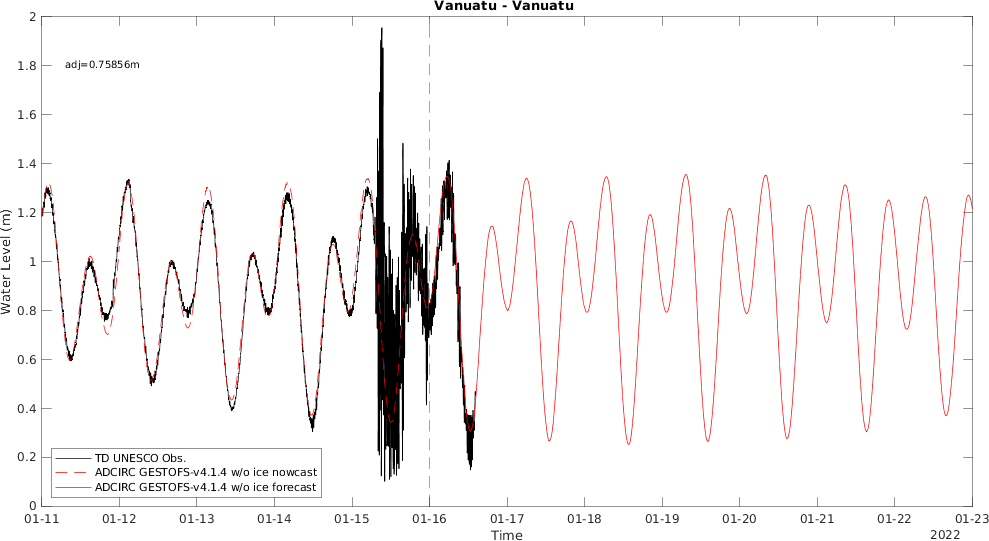 Vanuatu - Vanuatu
adj=0.75856m
2
1.8
1.6
1.4
1.2
1
0.8
0.6
0.4
0.2
0
Water Level (m)
TD UNESCO Obs.
ADCIRC GESTOFS-v4.1.4 w/o ice nowcast
ADCIRC GESTOFS-v4.1.4 w/o ice forecast
01-11 01-12 01-13 01-14 01-15 01-16 01-17 01-18 01-19 01-20 01-21 01-22 01-23
Time
2022